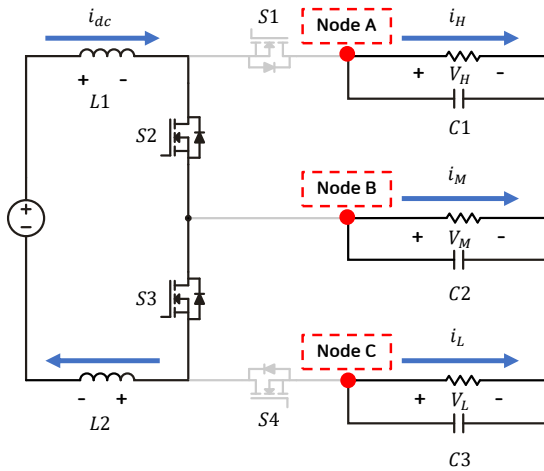 i_dc
S1
Node A
i_H
+ -
L1
+ V_H -
C1
S2
Node B
i_M
+
-
+ V_M -
C2
S3
Node C
i_L
- +
L2
S4
+ V_L -
C3